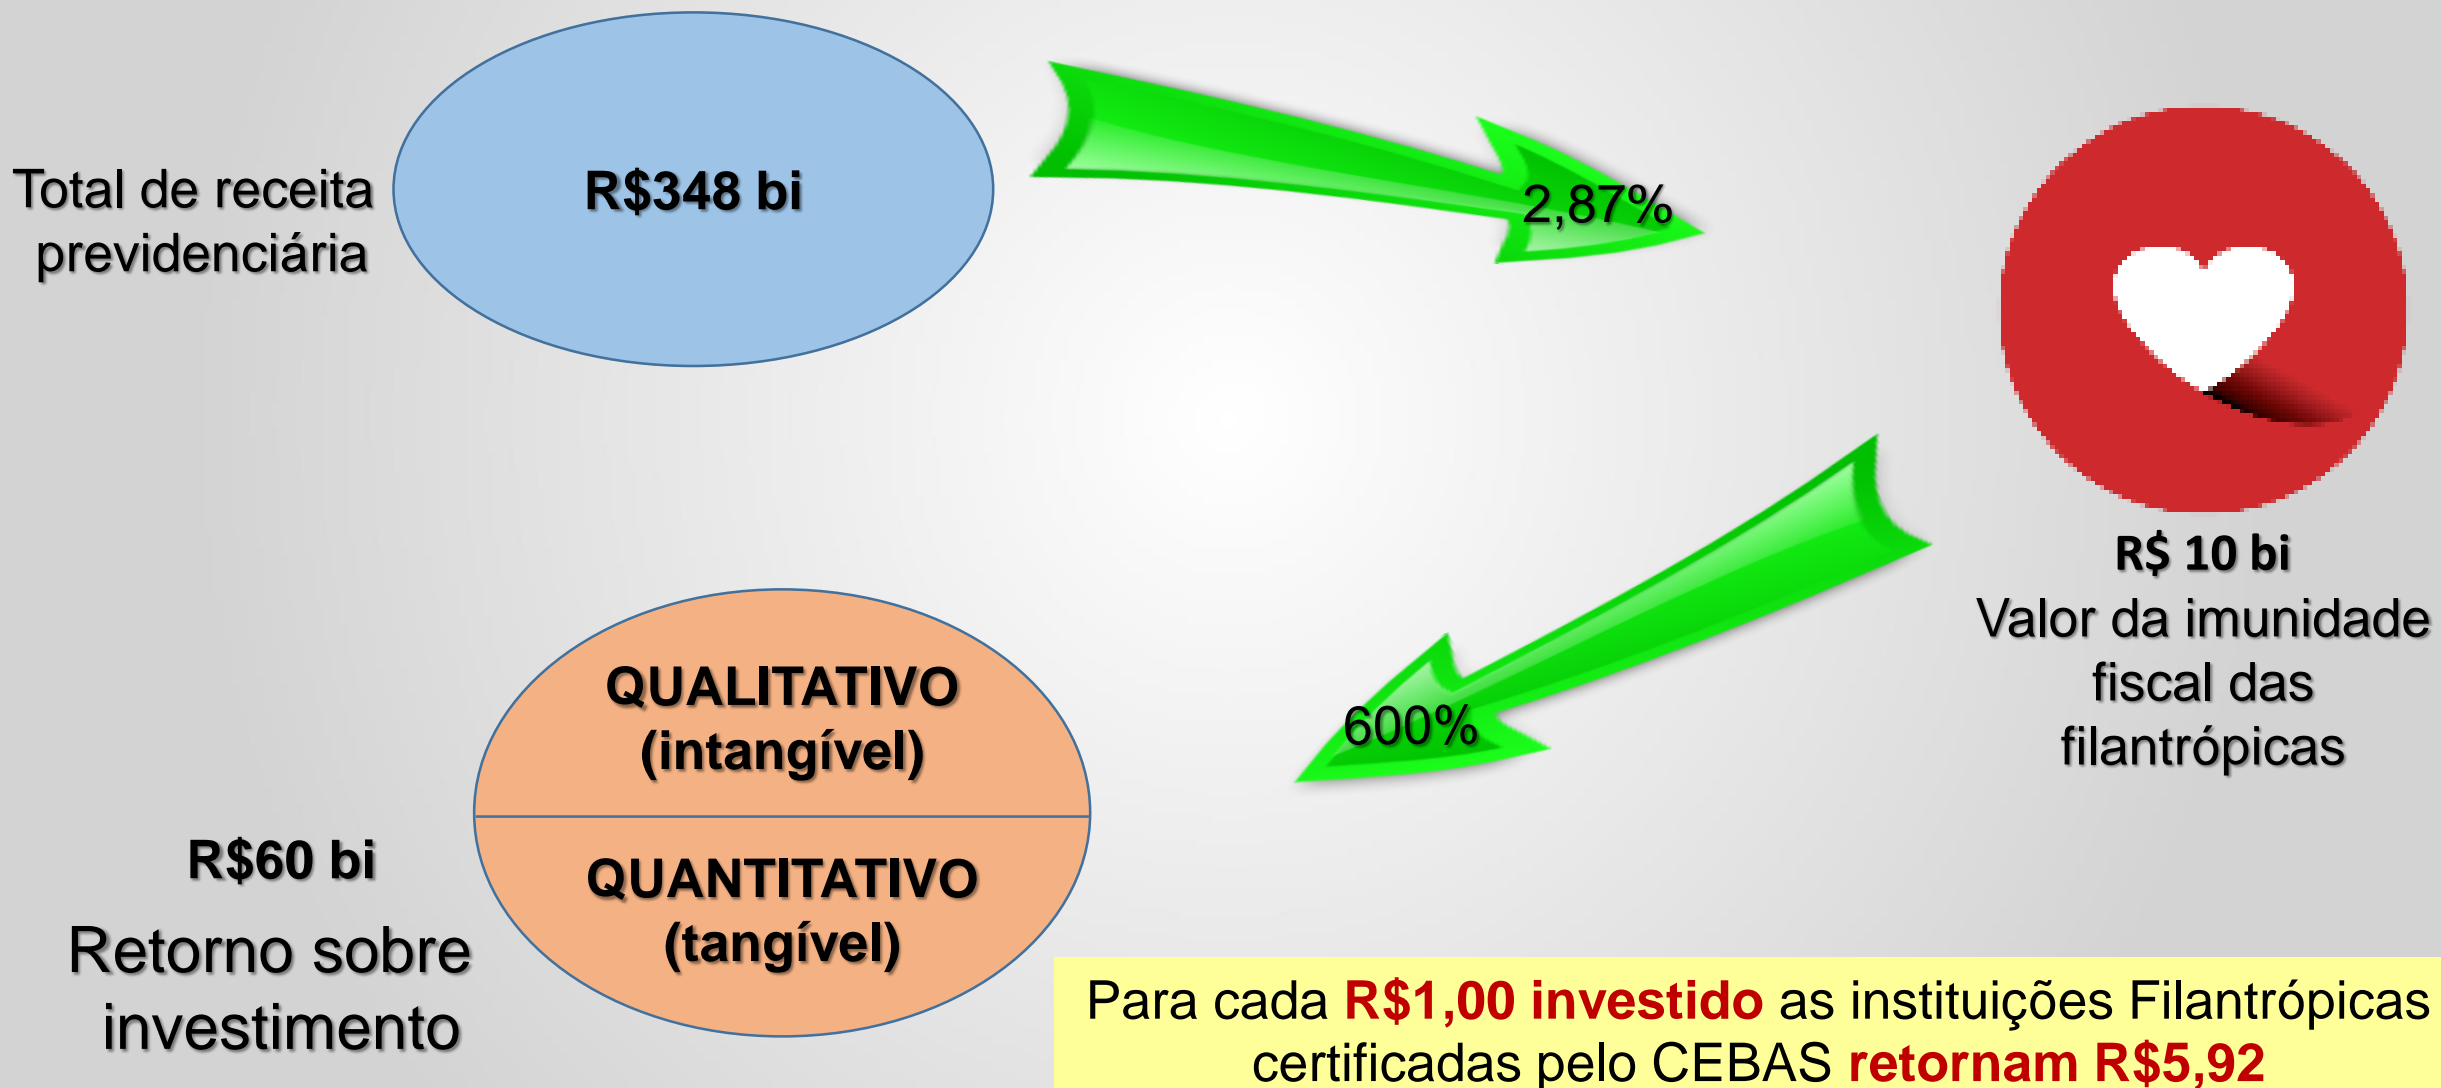 Total de receita
previdenciária
R$348 bi
2,87%
R$ 10 bi
Valor da imunidade
fiscal das
filantrópicas
600%
QUALITATIVO
(intangível)
QUANTITATIVO
(tangível)
R$60 bi
Retorno sobre
investimento
Para cada R$1,00 investido as instituições Filantrópicas
certificadas pelo CEBAS retornam R$5,92